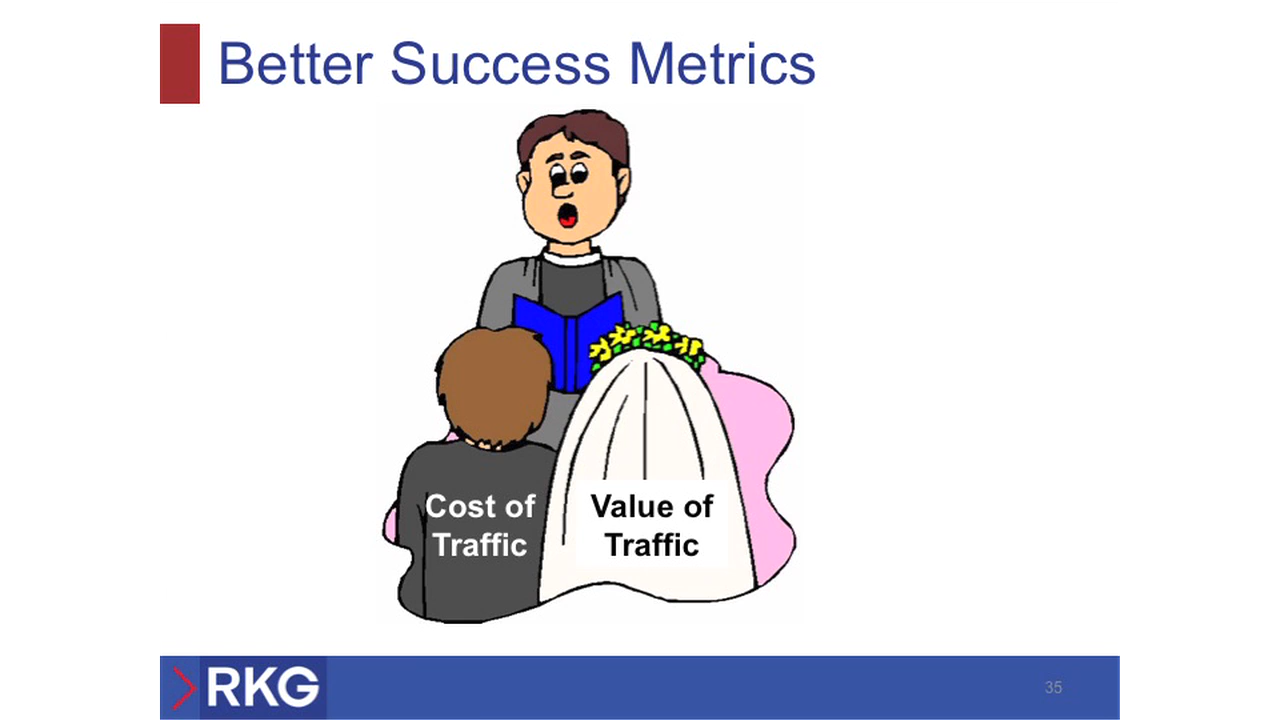 Better Success Metrics
Cost of
Traffic
Value of
Traffic
RKG
35